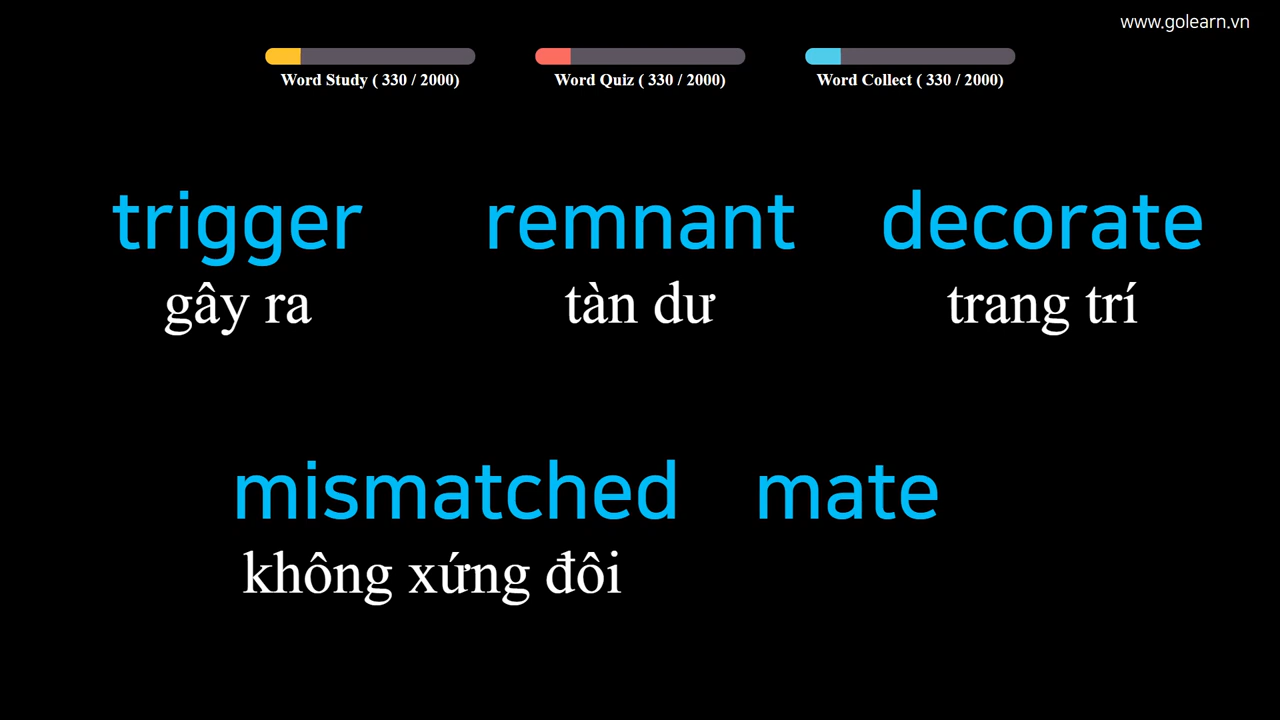 www.golearn.vn
Word Study ( 330 / 2000)
Word Quiz ( 330 / 2000)
Word Collect ( 330 / 2000)
trigger
gây ra
remnant
tàn dư
decorate
trang trí
mismatched
không xứng đôi
mate